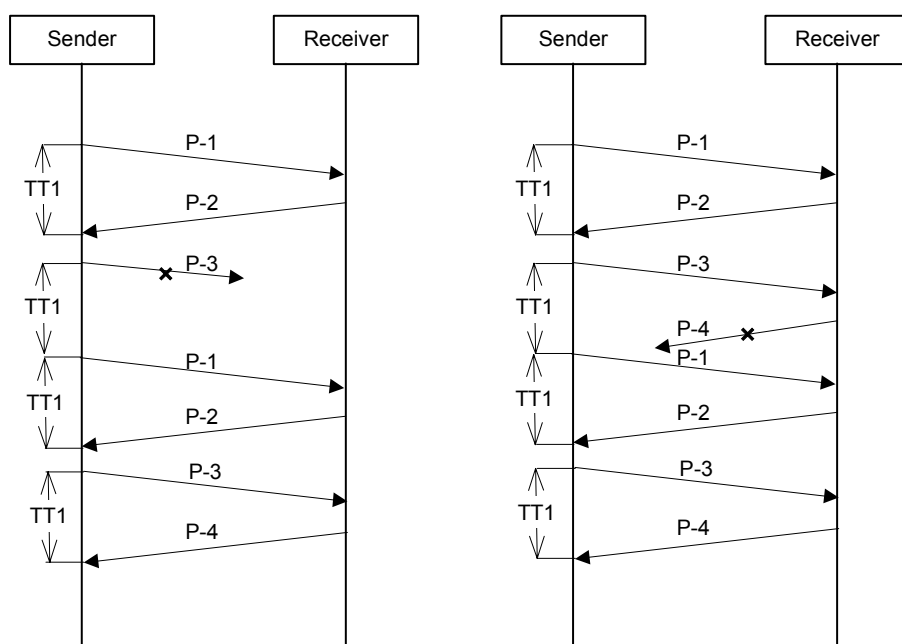 Sender
Receiver
P-1
TT1
P-2
P-3
TT1
P-1
TT1
P-2
P-3
TT1
P-4
Sender
Receiver
P-1
TT1
P-2
P-3
TT1
P-4
P-1
TT1
P-2
P-3
TT1
P-4